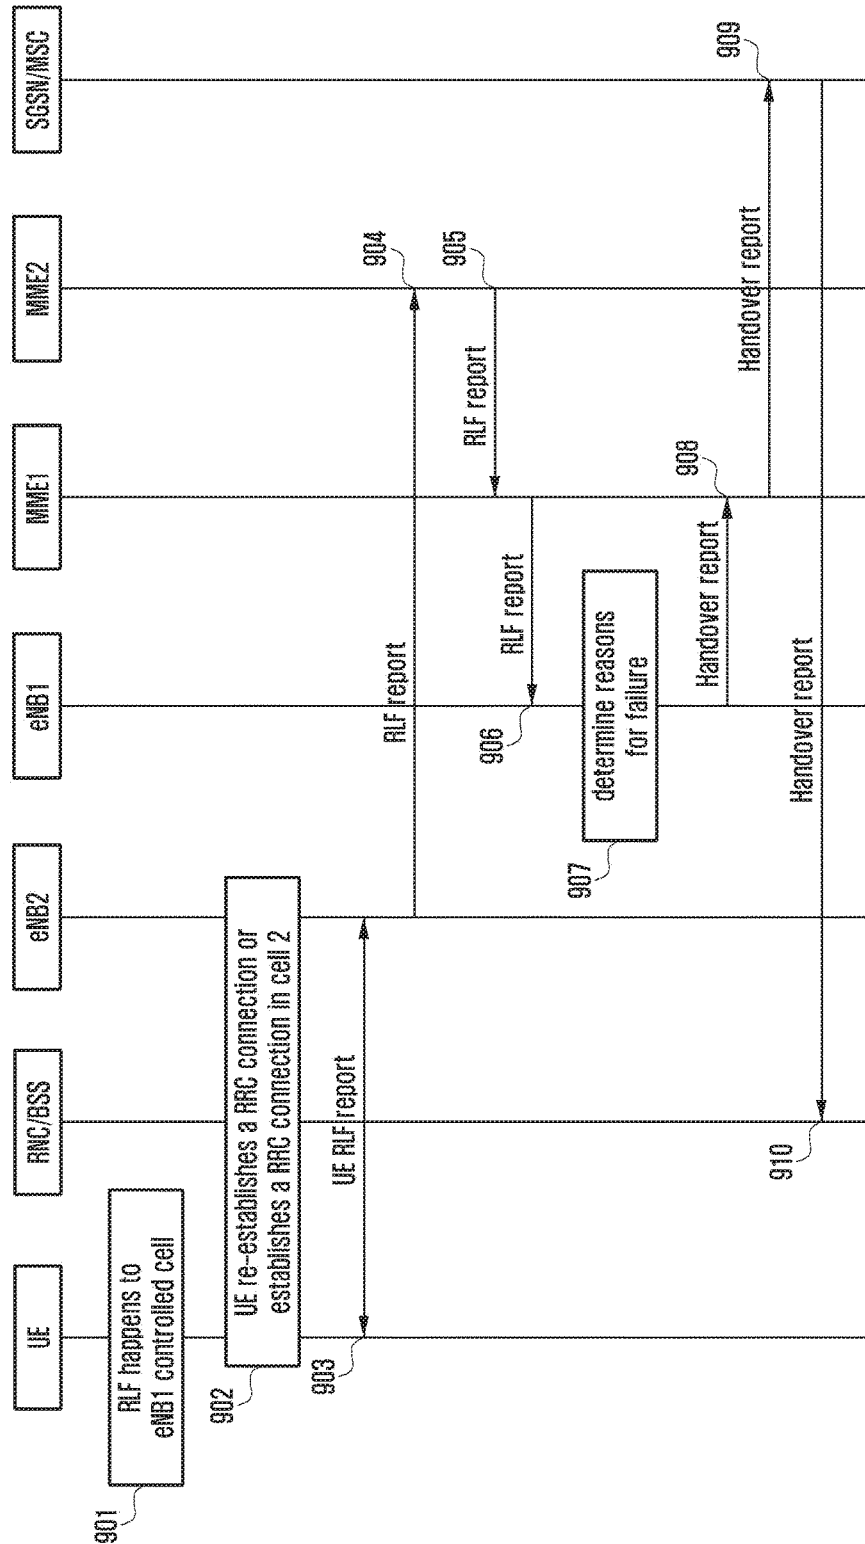 UE
RNC/BSS
eNB2
eNB1
MME1
MME2
SGSN/MSC
901
RLF happens to
eNB1 controlled cell
902
UE re-establishes a RRC connection or
establishes a RRC connection in cell 2
903
UE RLF report
RLF report
904
RLF report
905
906
RLF report
907
determine reasons
for failure
Handover report
908
Handover report
909
910
Handover report